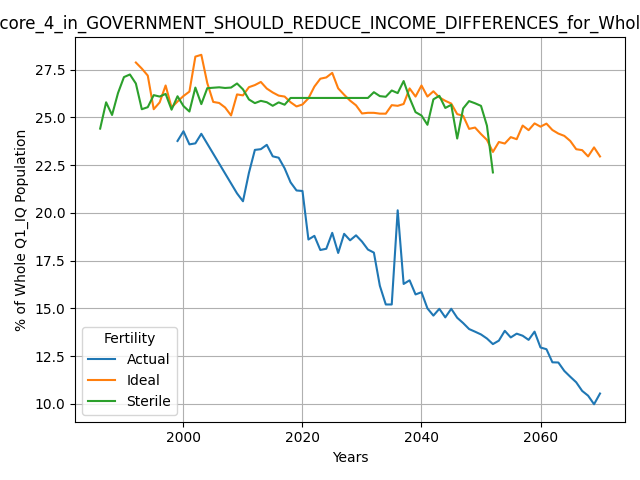 core_4_in_GOVERNMENT_SHOULD_REDUCE_INCOME_DIFFERENCES_for_Whol
% of Whole Q1_IQ Population
27.5
25.0
22.5
20.0
17.5
15.0
12.5
10.0
Fertility
Actual
Ideal
Sterile
2000
2020
2040
2060
Years